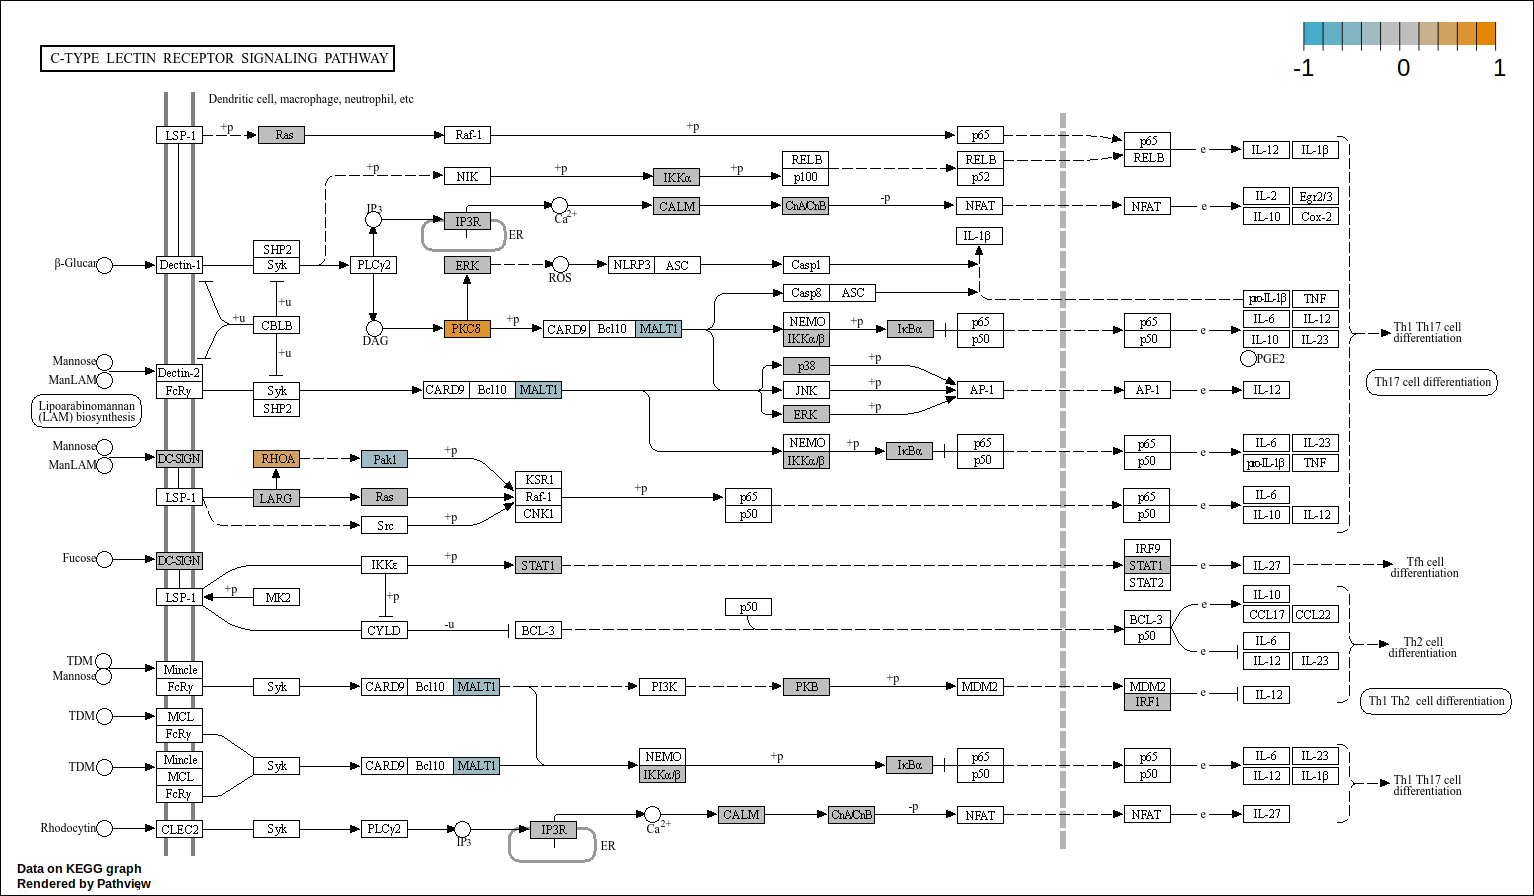 C-TYPE LECTIN RECEPTOR SIGNALING PATHWAY
-1 0 1
Dendritic cell, macrophage, neutrophil, etc
LSP-1 +p Ras Raf-1 +p p65 p65 RELB e IL-12 IL-1β
+p NIK +p IKKα +p RELB p100 RELB p52
IP3 IP3R ER Ca2+ CALM CnA/CnB -p NFAT NFAT e IL-2 Egr2/3
IL-10 Cox-2
IL-1β
β-Glucan Dectin-1 SHP2 Syk PLCγ2 ERK ROS NLRP3 ASC Casp1
Casp8 ASC pro-IL-1β TNF
+u CBLB +u +u DAG PKCδ +p CARD9 Bcl10 MALT1 NEMO IKKα/β +p IκBα p65 p50 p65 p50 e IL-6 IL-12
IL-10 IL-23
PGE2
Th1 Th17 cell
differentiation
Mannose
ManLAM
Dectin-2
FcRγ Syk SHP2 CARD9 Bcl10 MALT1
p38 +p
JNK +p AP-1 AP-1 e IL-12
ERK +p
Th17 cell differentiation
Lipoarabinomannan
(LAM) biosynthesis
Mannose
ManLAM
DC-SIGN RHOA Pak1 +p NEMO IKKα/β +p IκBα p65 p50 p65 p50 e IL-6 IL-23
pro-IL-1β TNF
LSP-1 LARG Ras KSR1 Raf-1 CNK1 +p p65 p50 p65 p50 e IL-6
IL-10 IL-12
Src +p
Fucose DC-SIGN IKKε +p STAT1 IRF9 STAT1 STAT2 e IL-27 Tfh cell
differentiation
LSP-1 +p MK2 +p p50
CYLD -u BCL-3 BCL-3 p50 e IL-10
CCL17 CCL22
e IL-6
IL-12 IL-23
Th2 cell
differentiation
TDM
Mannose
Mincle
FcRγ Syk CARD9 Bcl10 MALT1 PI3K PKB +p MDM2 MDM2 IRF1 e IL-12
Th1 Th2 cell differentiation
TDM MCL
FcRγ
TDM Mincle
MCL
FcRγ
Syk CARD9 Bcl10 MALT1 NEMO IKKα/β +p IκBα p65 p50 p65 p50 e IL-6 IL-23
IL-12 IL-1β
Th1 Th17 cell
differentiation
Rhodocytin CLEC2 Syk PLCγ2 IP3 IP3R ER Ca2+ CALM CnA/CnB -p NFAT NFAT e IL-27
Data on KEGG graph
Rendered by Pathview